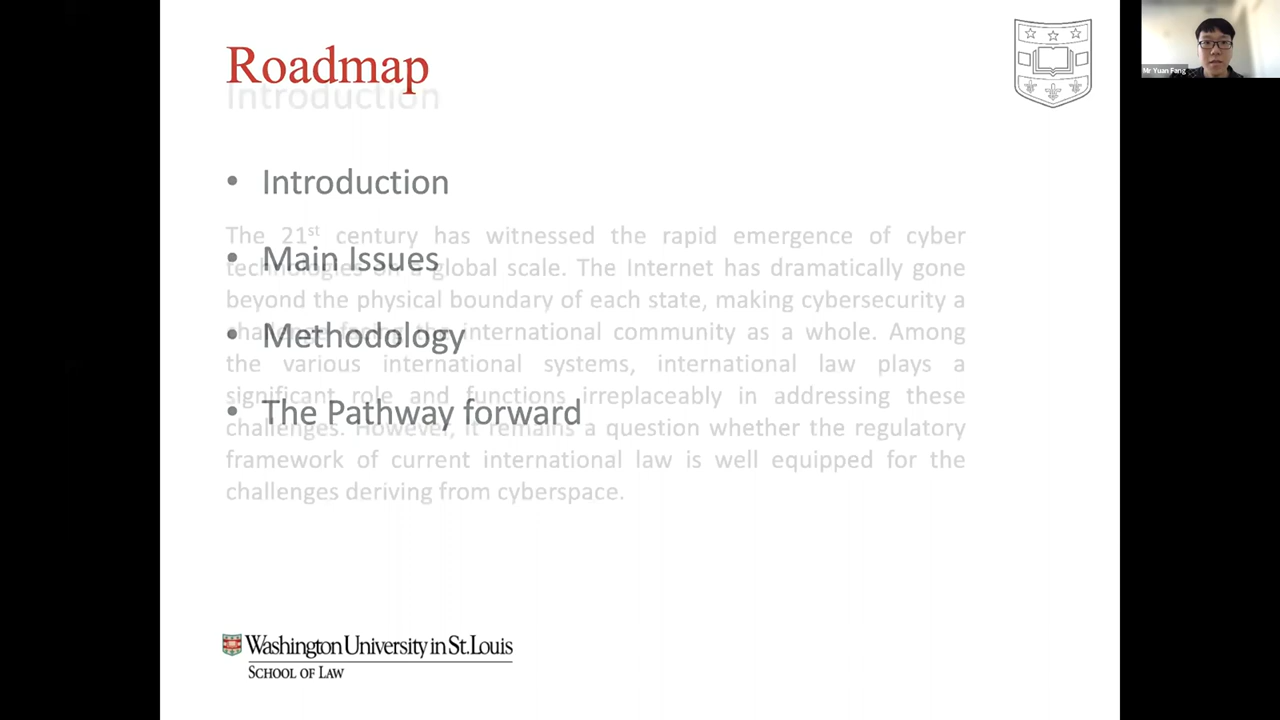 Roadmap
Introduction
• Introduction
The 21st century has witnessed the rapid emergence of cyber
• Main Issues
technologies on a global scale. The Internet has dramatically gone
beyond the physical boundary of each state, making cybersecurity a
• Methodology
challenge facing the international community as a whole. Among
the various international systems, international law plays a
significant role and functions irreplaceably in addressing these
• The Pathway forward
challenges. However, it remains a question whether the regulatory
framework of current international law is well equipped for the
challenges deriving from cyberspace.
Washington University in St. Louis
SCHOOL OF LAW
Mr Yuan Fang